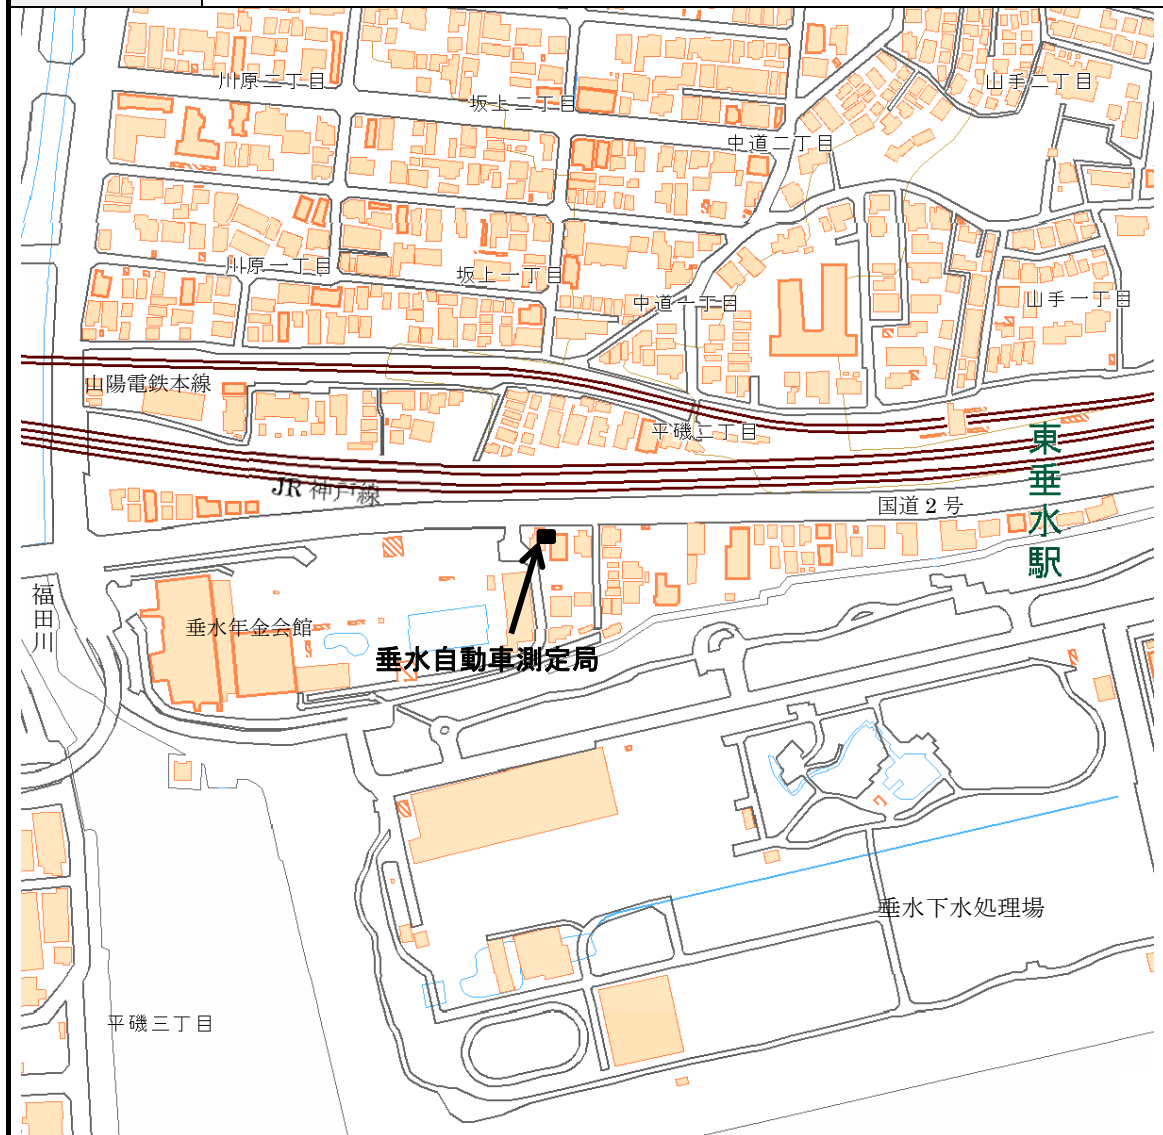 川原二丁目
坂上二丁目
山手二丁目
中道二丁目
川原一丁目
坂上一丁目
中道一丁目
山手一丁目
山陽電鉄本線
平磯二丁目
東垂水駅
JR 神戸線
国道 2 号
福田川
垂水年金会館
垂水自動車測定局
垂水下水処理場
平磯三丁目